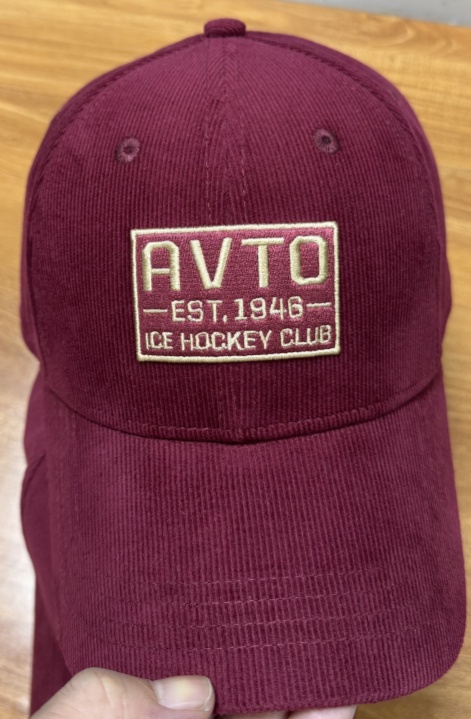 AVTO
—EST. 1946—
ICE HOCKEY CLUB